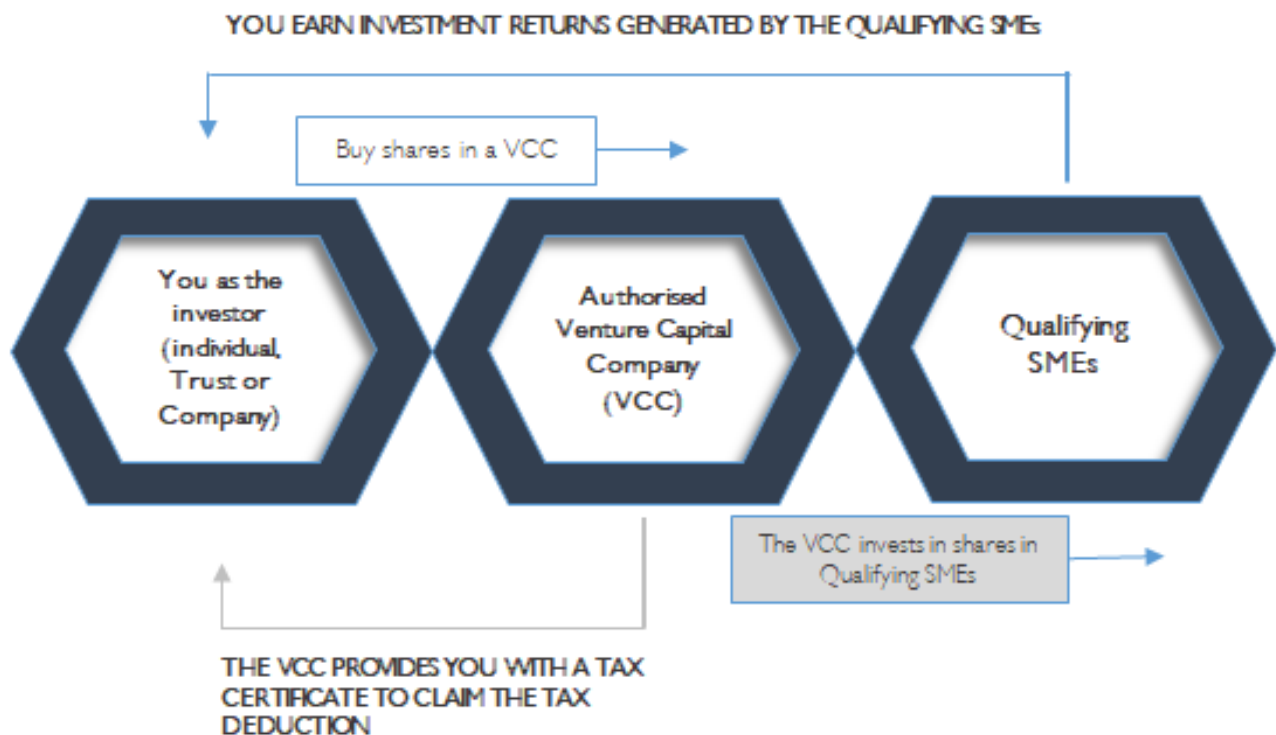 YOU EARN INVESTMENT RETURNS GENERATED BY THE QUALIFYING SMEs
Buy shares in a VCC
You as the
investor
(individual,
Trust or
Company)
Authorised
Venture Capital
Company
(VCC)
Qualifying
SMEs
The VCC invests in shares in
Qualifying SMEs
THE VCC PROVIDES YOU WITH A TAX
CERTIFICATE TO CLAIM THE TAX
DEDUCTION